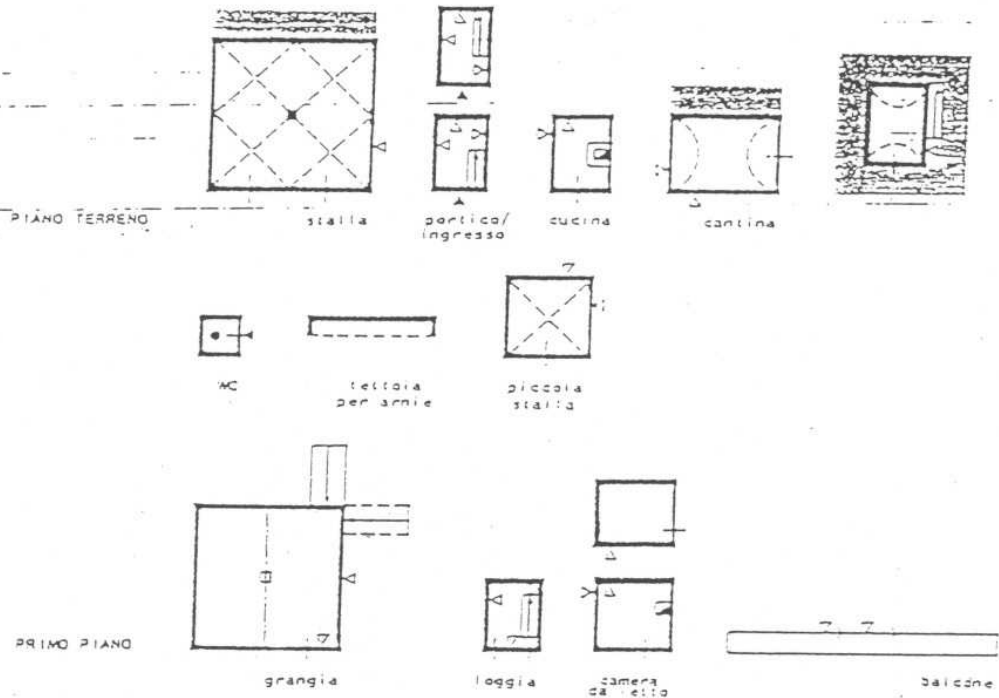 PIANO TERRENO
stalla
portico/
ingresso
cucina
cantina
WC
tettoia
per arnie
piccola
stalla
PRIMO PIANO
grangia
loggia
camera
da letto
balcone